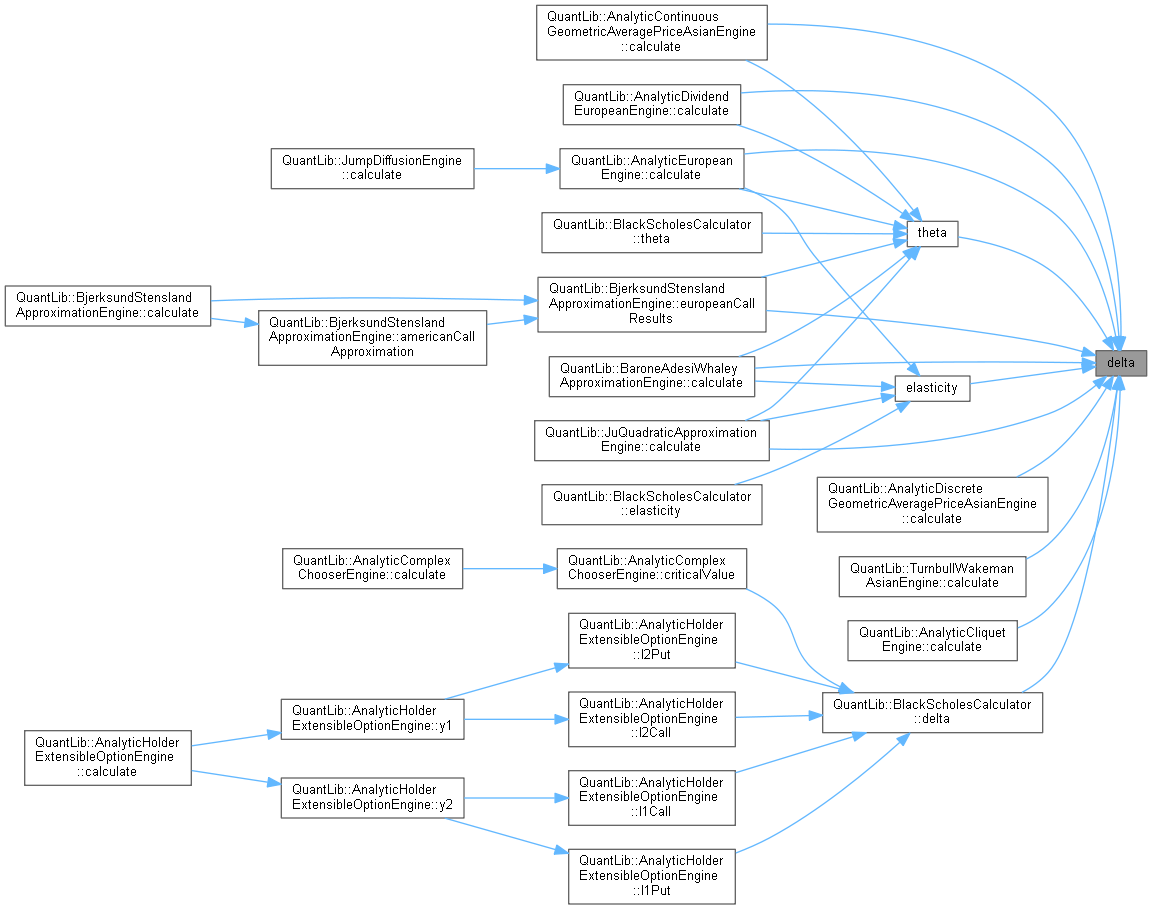 QuantLib::AnalyticContinuous
GeometricAveragePriceAsianEngine
::calculate
QuantLib::AnalyticDividend
EuropeanEngine::calculate
QuantLib::JumpDiffusionEngine
::calculate
QuantLib::AnalyticEuropean
Engine::calculate
QuantLib::BlackScholesCalculator
::theta
theta
QuantLib::BjerksundStensland
ApproximationEngine::calculate
QuantLib::BjerksundStensland
ApproximationEngine::americanCall
Approximation
QuantLib::BjerksundStensland
ApproximationEngine::europeanCall
Results
QuantLib::BaroneAdesiWhaley
ApproximationEngine::calculate
elasticity
delta
QuantLib::JuQuadraticApproximation
Engine::calculate
QuantLib::BlackScholesCalculator
::elasticity
QuantLib::AnalyticDiscrete
GeometricAveragePriceAsianEngine
::calculate
QuantLib::TurnbullWakeman
AsianEngine::calculate
QuantLib::AnalyticComplex
ChooserEngine::calculate
QuantLib::AnalyticComplex
ChooserEngine::criticalValue
QuantLib::AnalyticCliquet
Engine::calculate
QuantLib::AnalyticHolder
ExtensibleOptionEngine
::I2Put
QuantLib::BlackScholesCalculator
::delta
QuantLib::AnalyticHolder
ExtensibleOptionEngine::y1
QuantLib::AnalyticHolder
ExtensibleOptionEngine
::I2Call
QuantLib::AnalyticHolder
ExtensibleOptionEngine
::calculate
QuantLib::AnalyticHolder
ExtensibleOptionEngine::y2
QuantLib::AnalyticHolder
ExtensibleOptionEngine
::I1Call
QuantLib::AnalyticHolder
ExtensibleOptionEngine
::I1Put